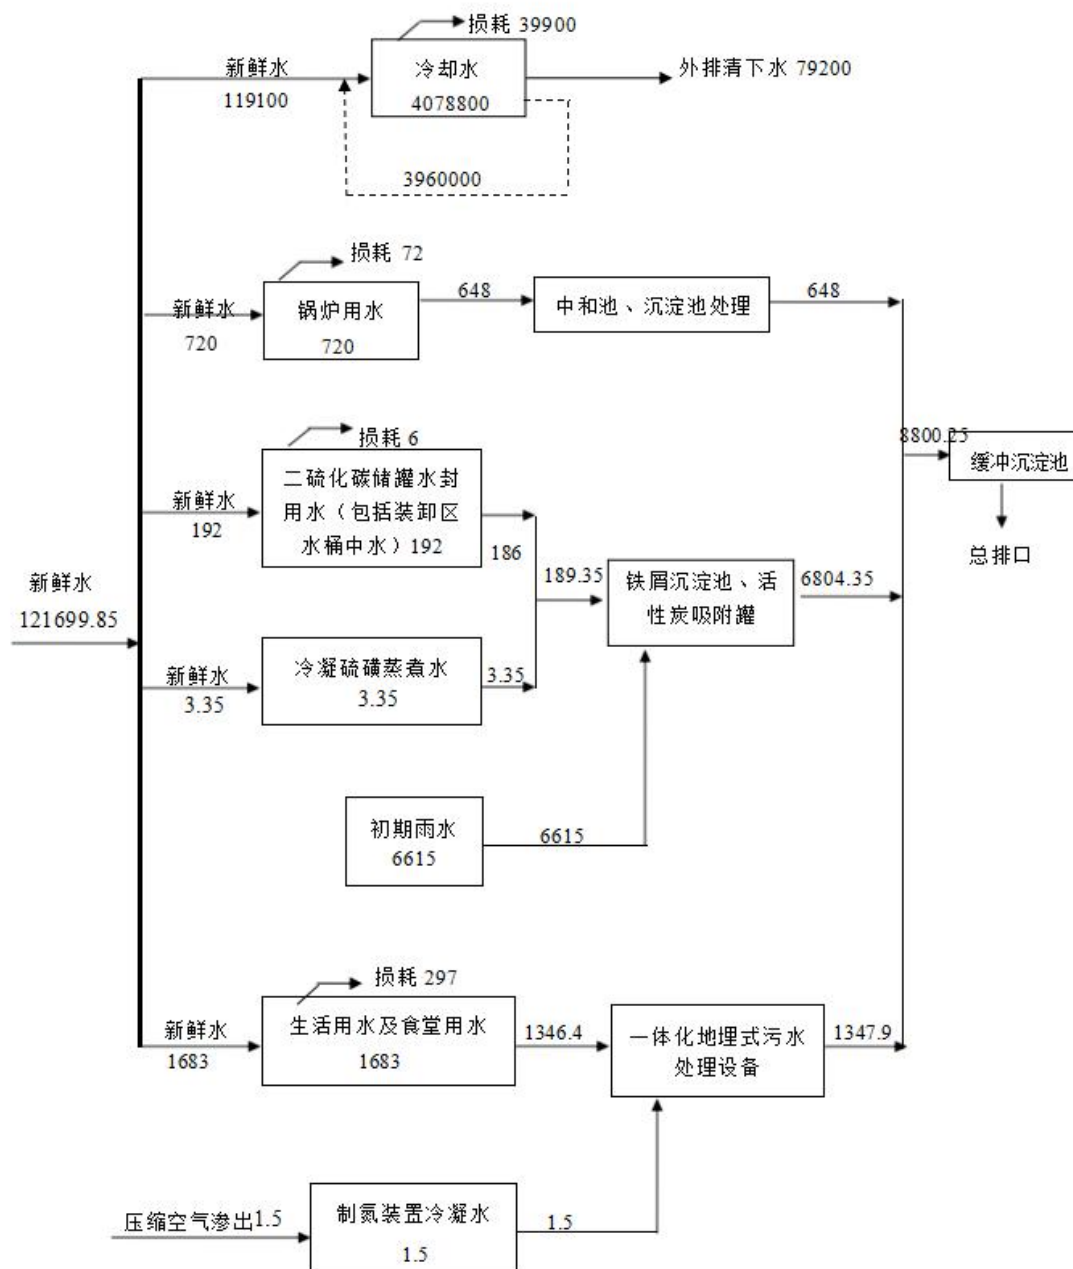 损耗 39900
新鲜水
119100
冷却水
4078800
外排清下水 79200
3960000
损耗 72
新鲜水
720
锅炉用水
720
648
中和池、沉淀池处理
648
损耗 6
新鲜水
192
二硫化碳储罐水封
用水（包括装卸区
水桶中水）192
186
8800.25
缓冲沉淀池
总排口
新鲜水
121699.85
189.35
铁屑沉淀池、活
性炭吸附罐
6804.35
新鲜水
3.35
冷凝硫磺蒸煮水
3.35
3.35
初期雨水
6615
6615
损耗 297
新鲜水
1683
生活用水及食堂用水
1683
1346.4
一体化地埋式污水
处理设备
1347.9
压缩空气渗出1.5
制氮装置冷凝水
1.5
1.5